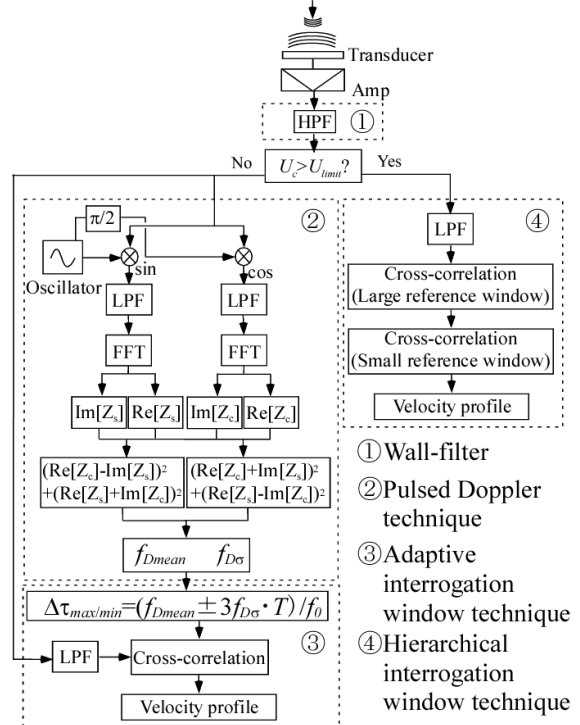 Transducer
Amp
HPF
①
No
U_c>U_limit?
Yes
π/2
②
sin
cos
Oscillator
LPF
LPF
FFT
FFT
Im[Z_s]
Re[Z_s]
Im[Z_c]
Re[Z_c]
(Re[Z_c]-Im[Z_s])²
+(Re[Z_s]+Im[Z_c])²
(Re[Z_c]+Im[Z_s])²
+(Re[Z_s]-Im[Z_c])²
f_Dmean
f_Dσ
Δτ_max/min=(f_Dmean±3f_Dσ·T)/f_0
③
LPF
Cross-correlation
Velocity profile
④
LPF
Cross-correlation
(Large reference window)
Cross-correlation
(Small reference window)
Velocity profile
①Wall-filter
②Pulsed Doppler
technique
③Adaptive
interrogation
window technique
④Hierarchical
interrogation
window technique